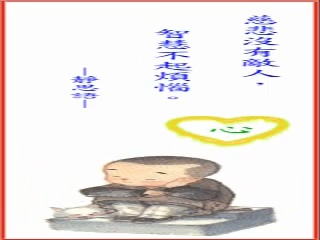 慈悲沒有敵人，
智慧不起煩惱。
–靜思語–
心